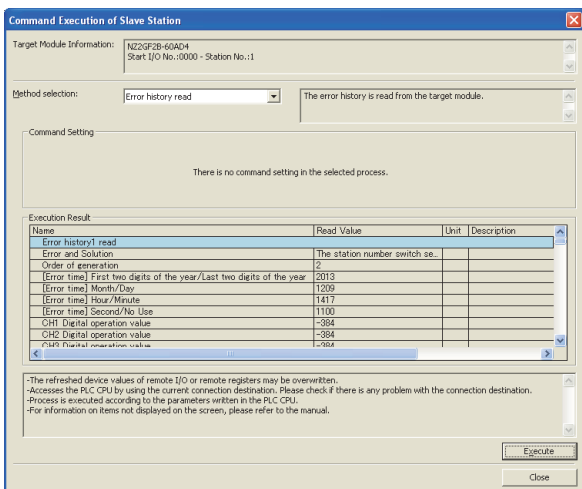 Command Execution of Slave Station
Target Module Information:
NZ2GF2B-60AD4
Start I/O No.:0000 - Station No.:1
Method selection:
Error history read
The error history is read from the target module.
Command Setting
There is no command setting in the selected process.
Execution Result
Name Read Value Unit Description
Error history1 read
Error and Solution The station number switch se...
Order of generation 2
[Error time] First two digits of the year/Last two digits of the year 2013
[Error time] Month/Day 1209
[Error time] Hour/Minute 1417
[Error time] Second/No Use 1100
CH1 Digital operation value -384
CH2 Digital operation value -384
CH3 Digital operation value -384
-The refreshed device values of remote I/O or remote registers may be overwritten.
-Accesses the PLC CPU by using the current connection destination. Please check if there is any problem with the connection destination.
-Process is executed according to the parameters written in the PLC CPU.
-For information on items not displayed on the screen, please refer to the manual.
Execute
Close